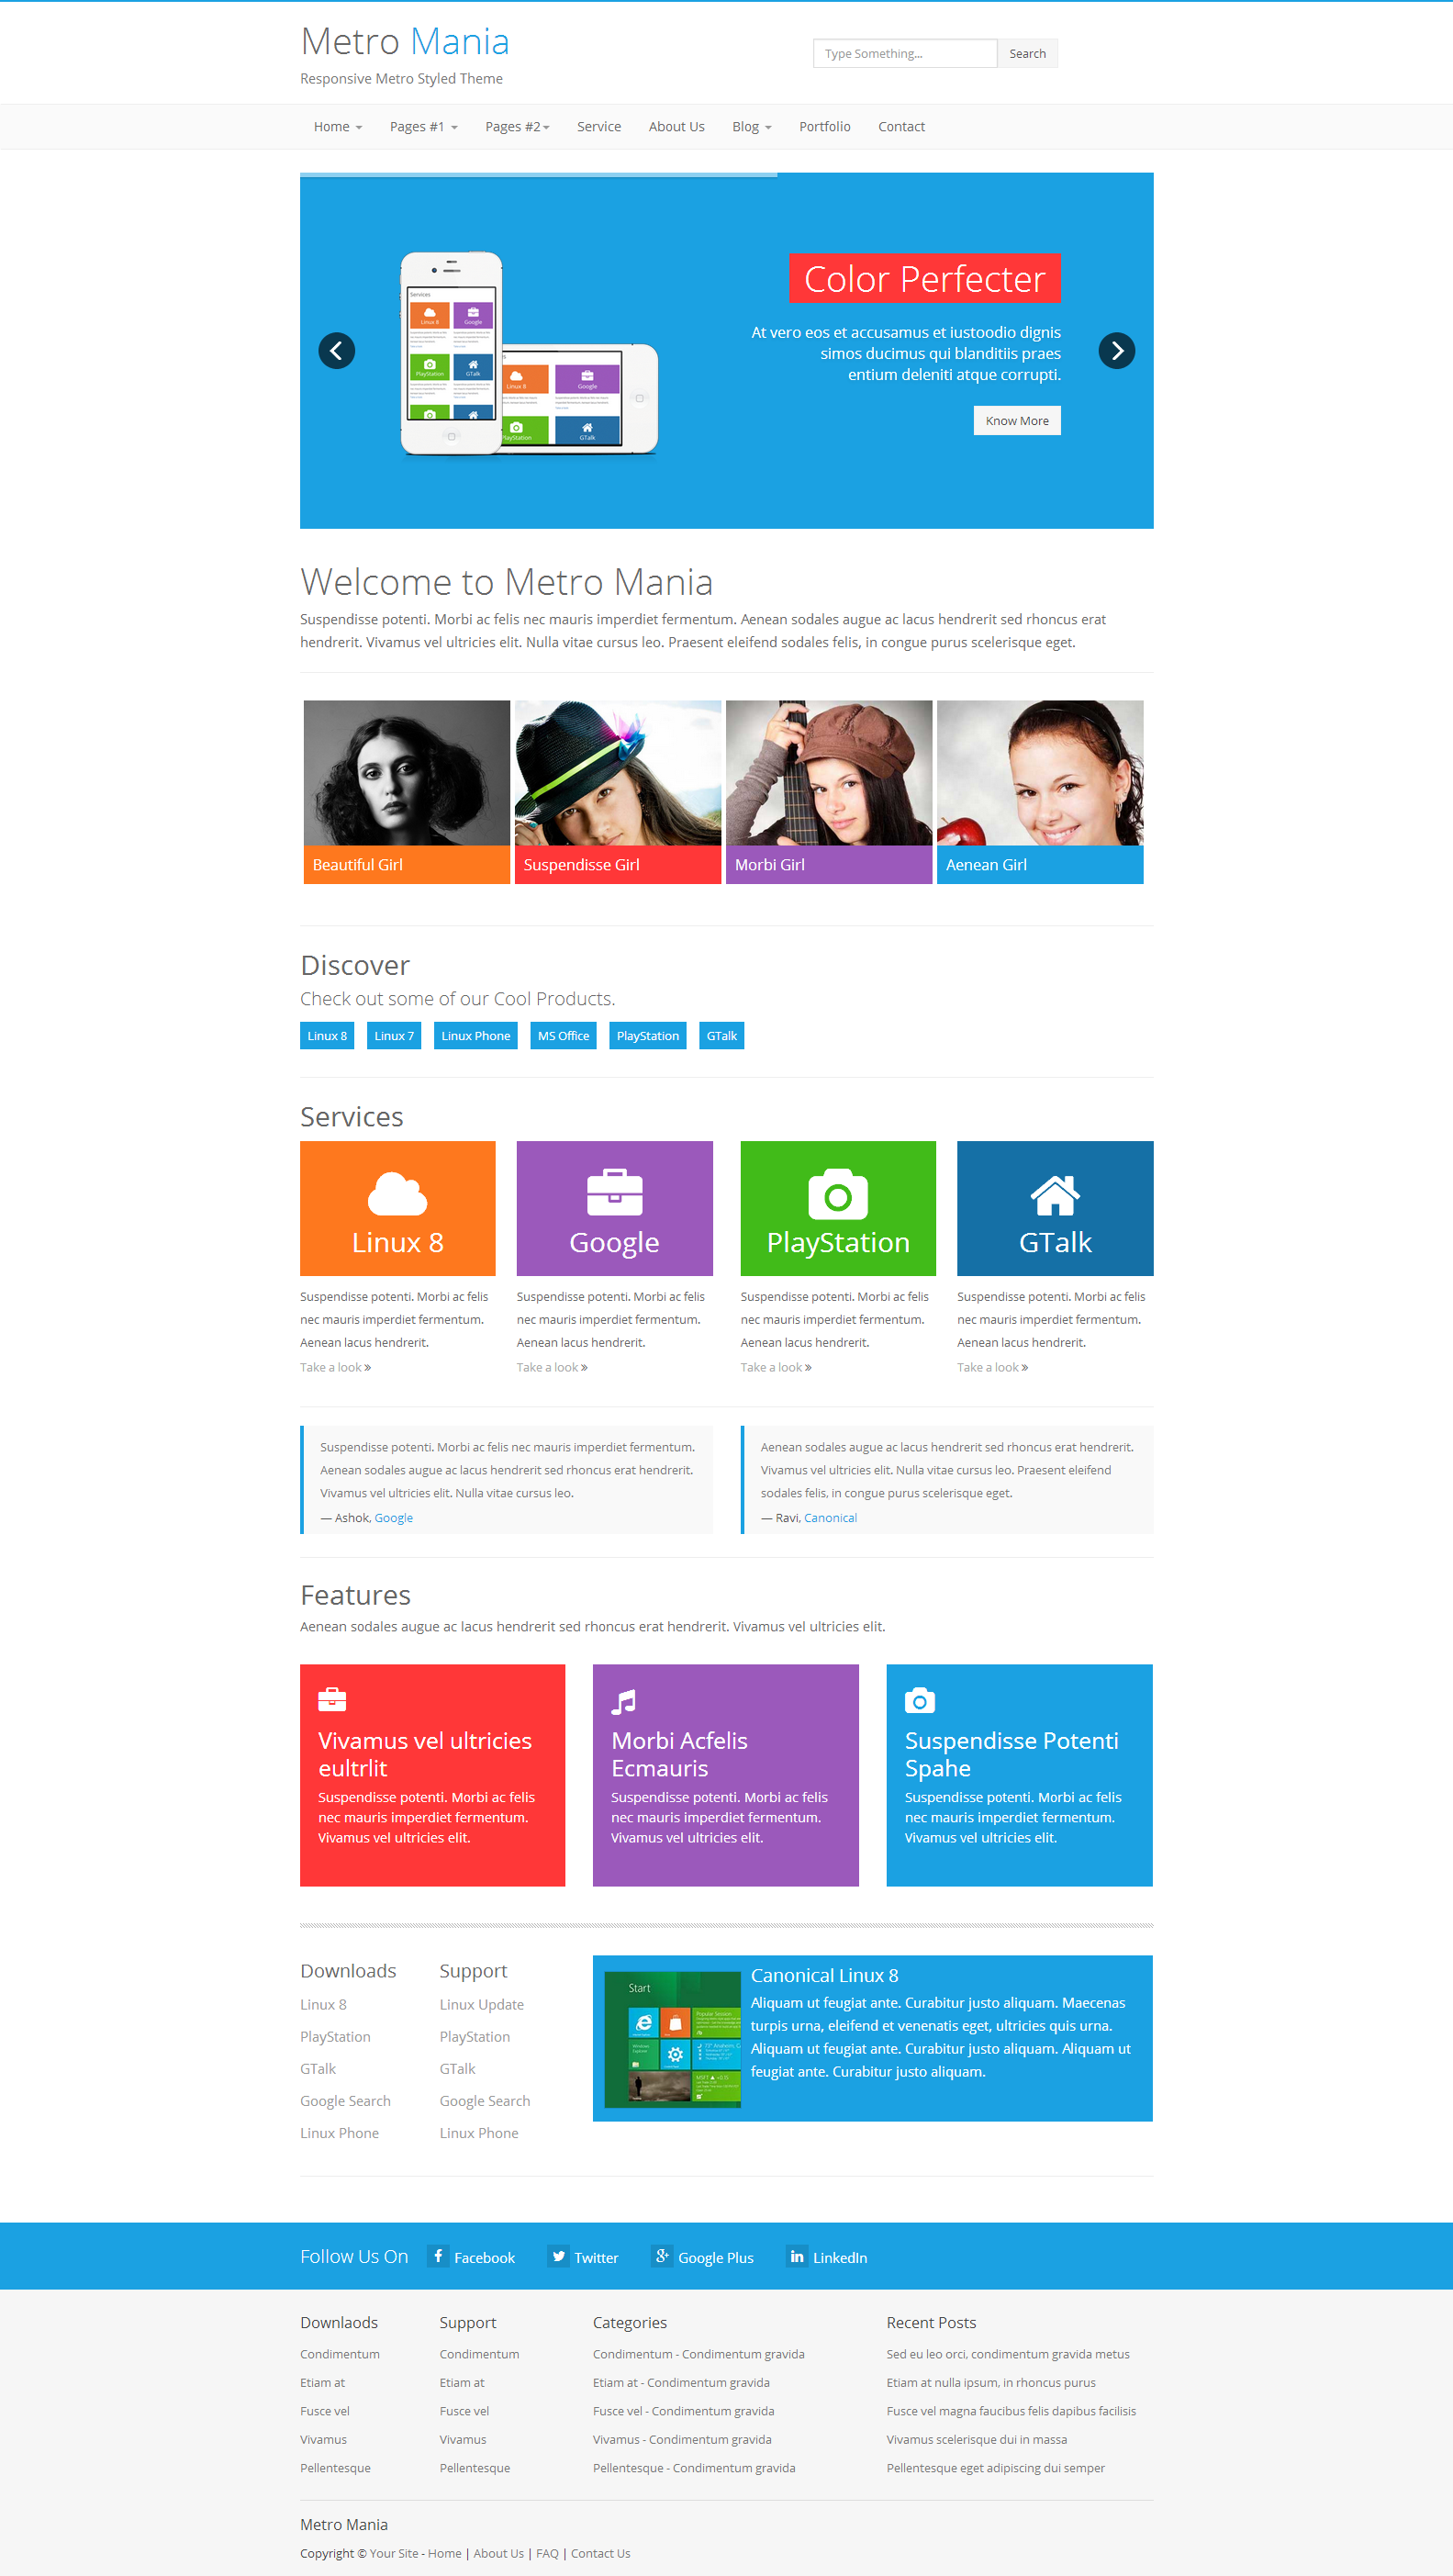 Metro Mania
Responsive Metro Styled Theme
Type Something...
Search
Home
Pages #1
Pages #2
Service
About Us
Blog
Portfolio
Contact
Services
Linux 8
Google
PlayStation
GTalk
Linux 8
Google
PlayStation
GTalk
Color Perfecter
At vero eos et accusamus et iustoodio dignis
simos ducimus qui blanditiis praes
entium deleniti atque corrupti.
Know More
Welcome to Metro Mania
Suspendisse potenti. Morbi ac felis nec mauris imperdiet fermentum. Aenean sodales augue ac lacus hendrerit sed rhoncus erat
hendrerit. Vivamus vel ultricies elit. Nulla vitae cursus leo. Praesent eleifend sodales felis, in congue purus scelerisque eget.
Beautiful Girl
Suspendisse Girl
Morbi Girl
Aenean Girl
Discover
Check out some of our Cool Products.
Linux 8
Linux 7
Linux Phone
MS Office
PlayStation
GTalk
Services
Linux 8
Google
PlayStation
GTalk
Suspendisse potenti. Morbi ac felis
nec mauris imperdiet fermentum.
Aenean lacus hendrerit.
Take a look »
Suspendisse potenti. Morbi ac felis
nec mauris imperdiet fermentum.
Aenean lacus hendrerit.
Take a look »
Suspendisse potenti. Morbi ac felis
nec mauris imperdiet fermentum.
Aenean lacus hendrerit.
Take a look »
Suspendisse potenti. Morbi ac felis
nec mauris imperdiet fermentum.
Aenean lacus hendrerit.
Take a look »
Suspendisse potenti. Morbi ac felis nec mauris imperdiet fermentum.
Aenean sodales augue ac lacus hendrerit sed rhoncus erat hendrerit.
Vivamus vel ultricies elit. Nulla vitae cursus leo.
— Ashok, Google
Aenean sodales augue ac lacus hendrerit sed rhoncus erat hendrerit.
Vivamus vel ultricies elit. Nulla vitae cursus leo. Praesent eleifend
sodales felis, in congue purus scelerisque eget.
— Ravi, Canonical
Features
Aenean sodales augue ac lacus hendrerit sed rhoncus erat hendrerit. Vivamus vel ultricies elit.
Vivamus vel ultricies
eultrlit
Suspendisse potenti. Morbi ac felis
nec mauris imperdiet fermentum.
Vivamus vel ultricies elit.
Morbi Acfelis
Ecmauris
Suspendisse potenti. Morbi ac felis
nec mauris imperdiet fermentum.
Vivamus vel ultricies elit.
Suspendisse Potenti
Spahe
Suspendisse potenti. Morbi ac felis
nec mauris imperdiet fermentum.
Vivamus vel ultricies elit.
Downloads
Linux 8
PlayStation
GTalk
Google Search
Linux Phone
Support
Linux Update
PlayStation
GTalk
Google Search
Linux Phone
Start
Canonical Linux 8
Aliquam ut feugiat ante. Curabitur justo aliquam. Maecenas
turpis urna, eleifend et venenatis eget, ultricies quis urna.
Aliquam ut feugiat ante. Curabitur justo aliquam. Aliquam ut
feugiat ante. Curabitur justo aliquam.
Follow Us On
Facebook
Twitter
Google Plus
LinkedIn
Downlaods
Condimentum
Etiam at
Fusce vel
Vivamus
Pellentesque
Support
Condimentum
Etiam at
Fusce vel
Vivamus
Pellentesque
Categories
Condimentum - Condimentum gravida
Etiam at - Condimentum gravida
Fusce vel - Condimentum gravida
Vivamus - Condimentum gravida
Pellentesque - Condimentum gravida
Recent Posts
Sed eu leo orci, condimentum gravida metus
Etiam at nulla ipsum, in rhoncus purus
Fusce vel magna faucibus felis dapibus facilisis
Vivamus scelerisque dui in massa
Pellentesque eget adipiscing dui semper
Metro Mania
Copyright © Your Site - Home | About Us | FAQ | Contact Us